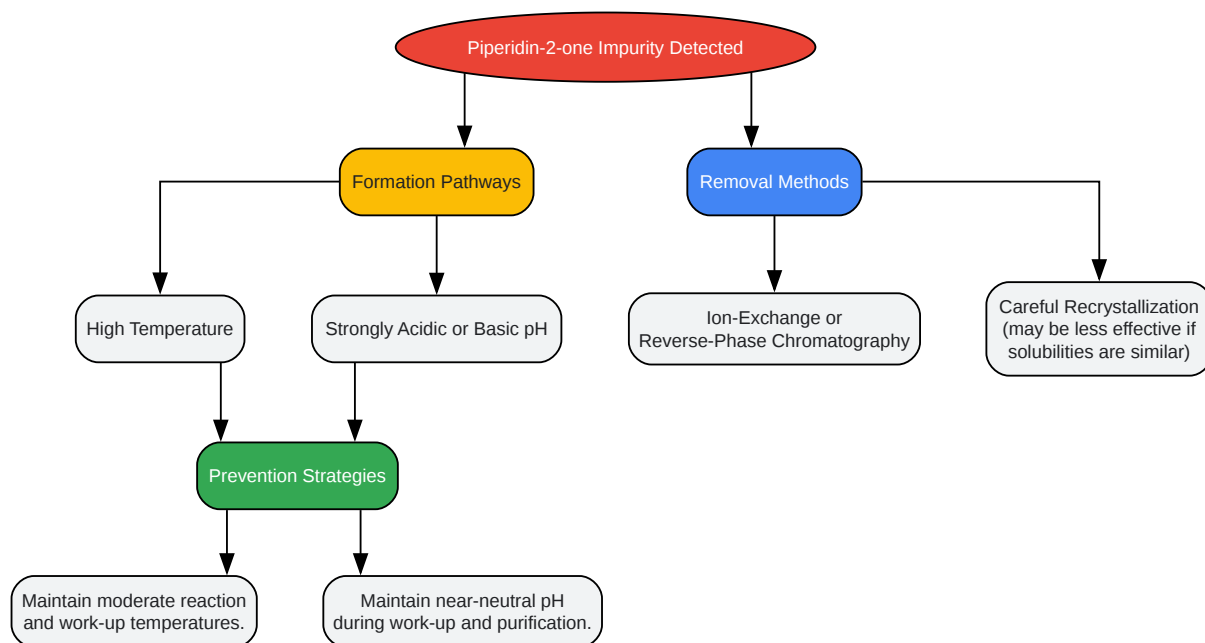 Piperidin-2-one Impurity Detected
Formation Pathways
Removal Methods
High Temperature
Strongly Acidic or Basic pH
Ion-Exchange or
Reverse-Phase Chromatography
Careful Recrystallization
(may be less effective if
solubilities are similar)
Prevention Strategies
Maintain moderate reaction
and work-up temperatures.
Maintain near-neutral pH
during work-up and purification.